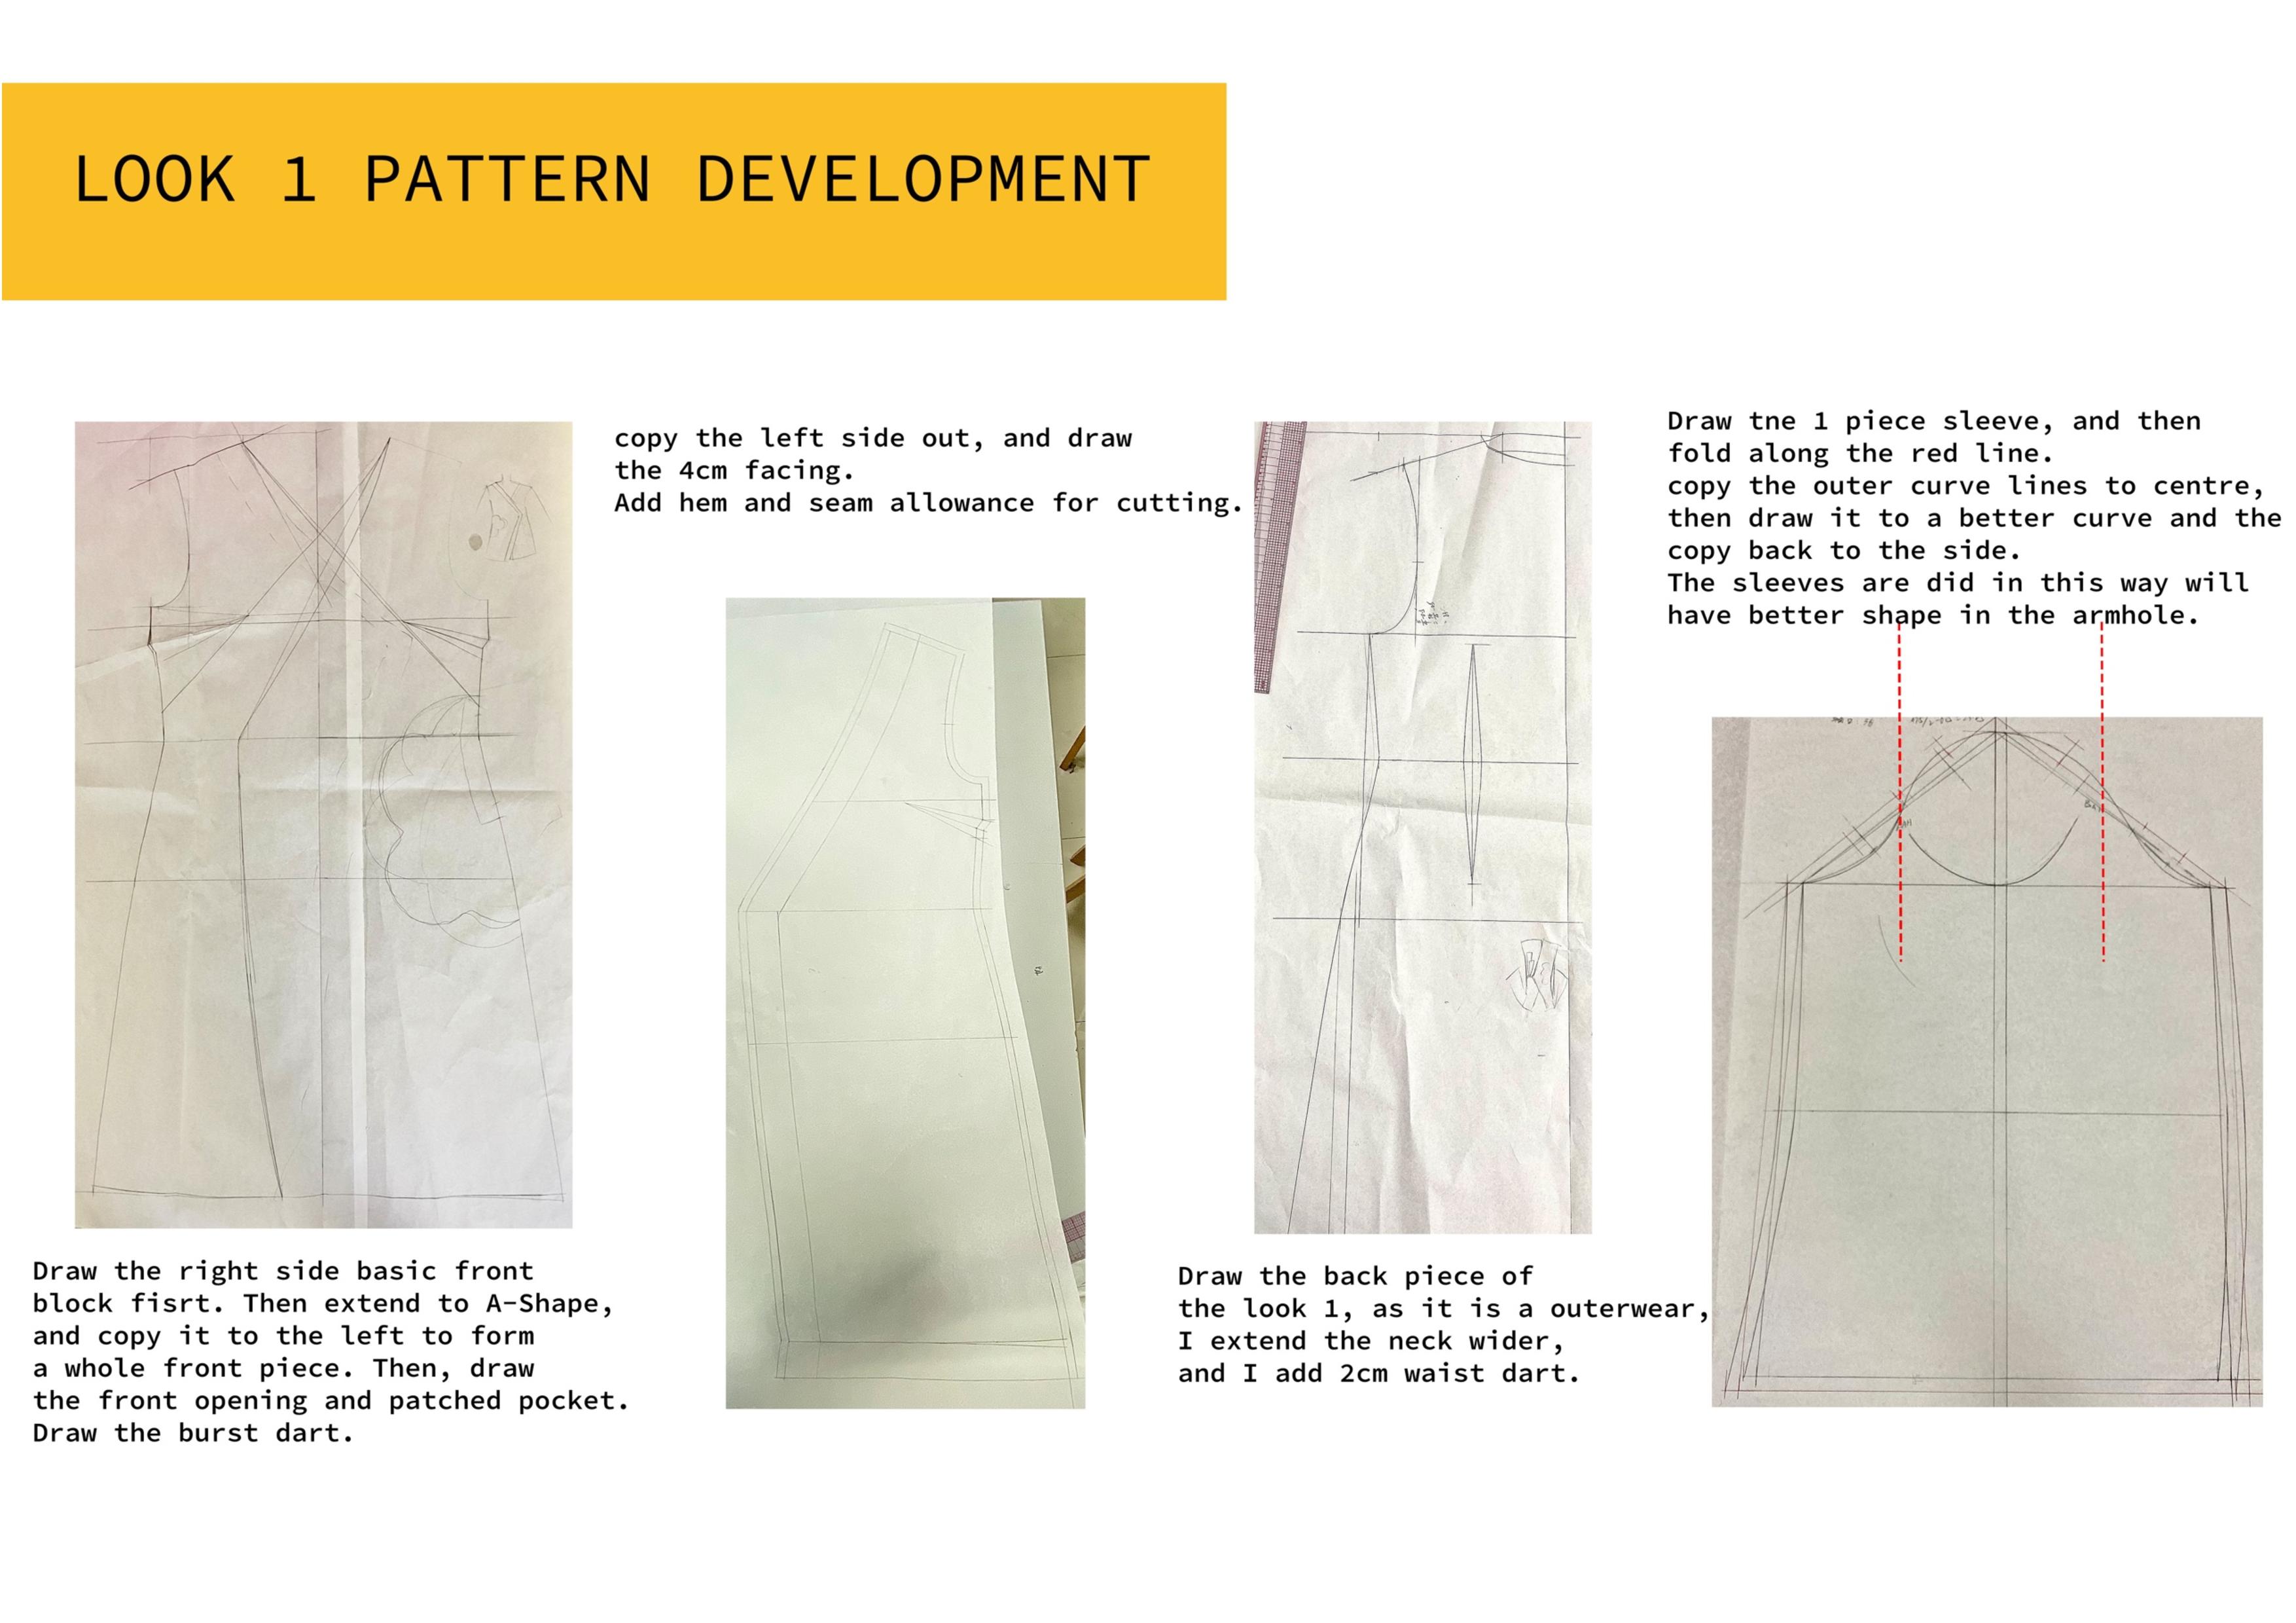 LOOK 1 PATTERN DEVELOPMENT
Draw the right side basic front
block fisrt. Then extend to A-Shape,
and copy it to the left to form
a whole front piece. Then, draw
the front opening and patched pocket.
Draw the burst dart.
copy the left side out, and draw
the 4cm facing.
Add hem and seam allowance for cutting.
Draw the back piece of
the look 1, as it is a outerwear,
I extend the neck wider,
and I add 2cm waist dart.
Draw tne 1 piece sleeve, and then
fold along the red line.
copy the outer curve lines to centre,
then draw it to a better curve and the
copy back to the side.
The sleeves are did in this way will
have better shape in the armhole.